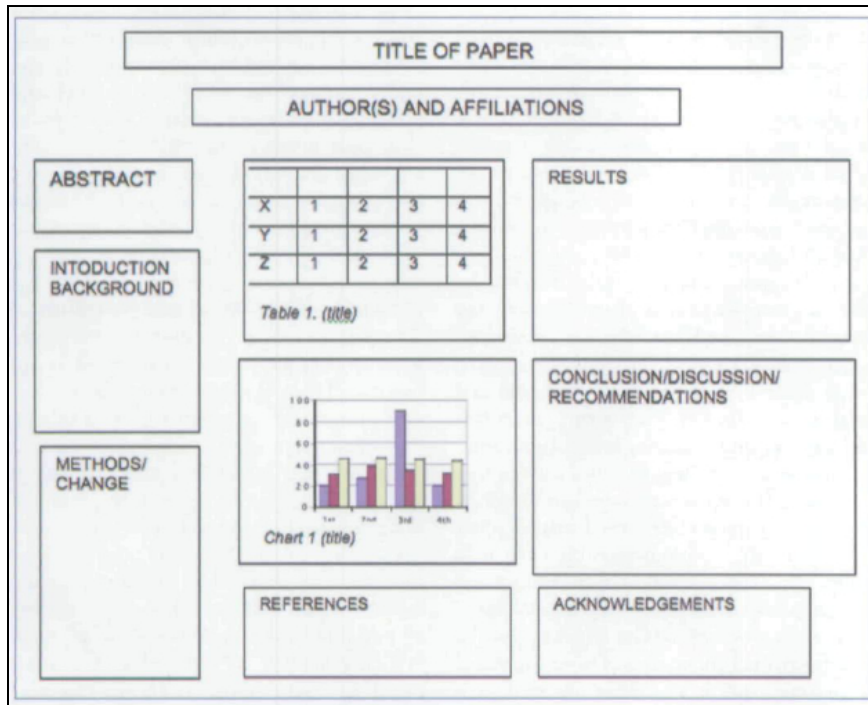 TITLE OF PAPER
AUTHOR(S) AND AFFILIATIONS
ABSTRACT
INTODUCTION
BACKGROUND
METHODS/
CHANGE
X 1 2 3 4
Y 1 2 3 4
Z 1 2 3 4
Table 1. (title)
100
80
60
40
20
0
1st 2nd 3rd 4th
Chart 1 (title)
REFERENCES
RESULTS
CONCLUSION/DISCUSSION/
RECOMMENDATIONS
ACKNOWLEDGEMENTS